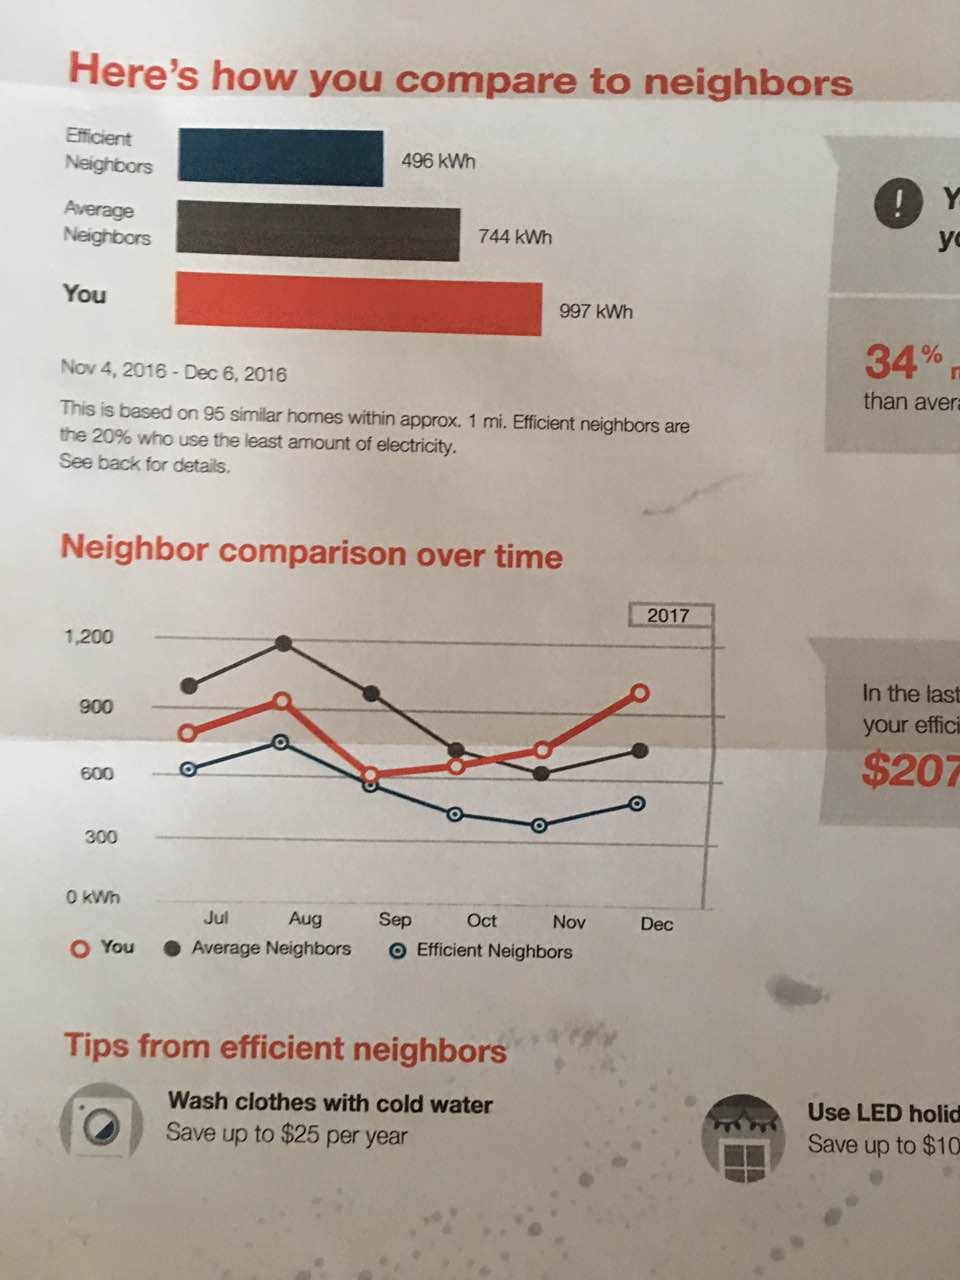 Here's how you compare to neighbors
Efficient
Neighbors
496 kWh
Average
Neighbors
744 kWh
You
997 kWh
Nov 4, 2016 - Dec 6, 2016
This is based on 95 similar homes within approx. 1 mi. Efficient neighbors are
the 20% who use the least amount of electricity.
See back for details.
34%
than
Neighbor comparison over time
2017
1,200
900
600
300
0 kWh
Jul Aug Sep Oct Nov Dec
You Average Neighbors Efficient Neighbors
In the last
your
$207
Tips from efficient neighbors
Wash clothes with cold water
Save up to $25 per year
Use LED
Save up to $10